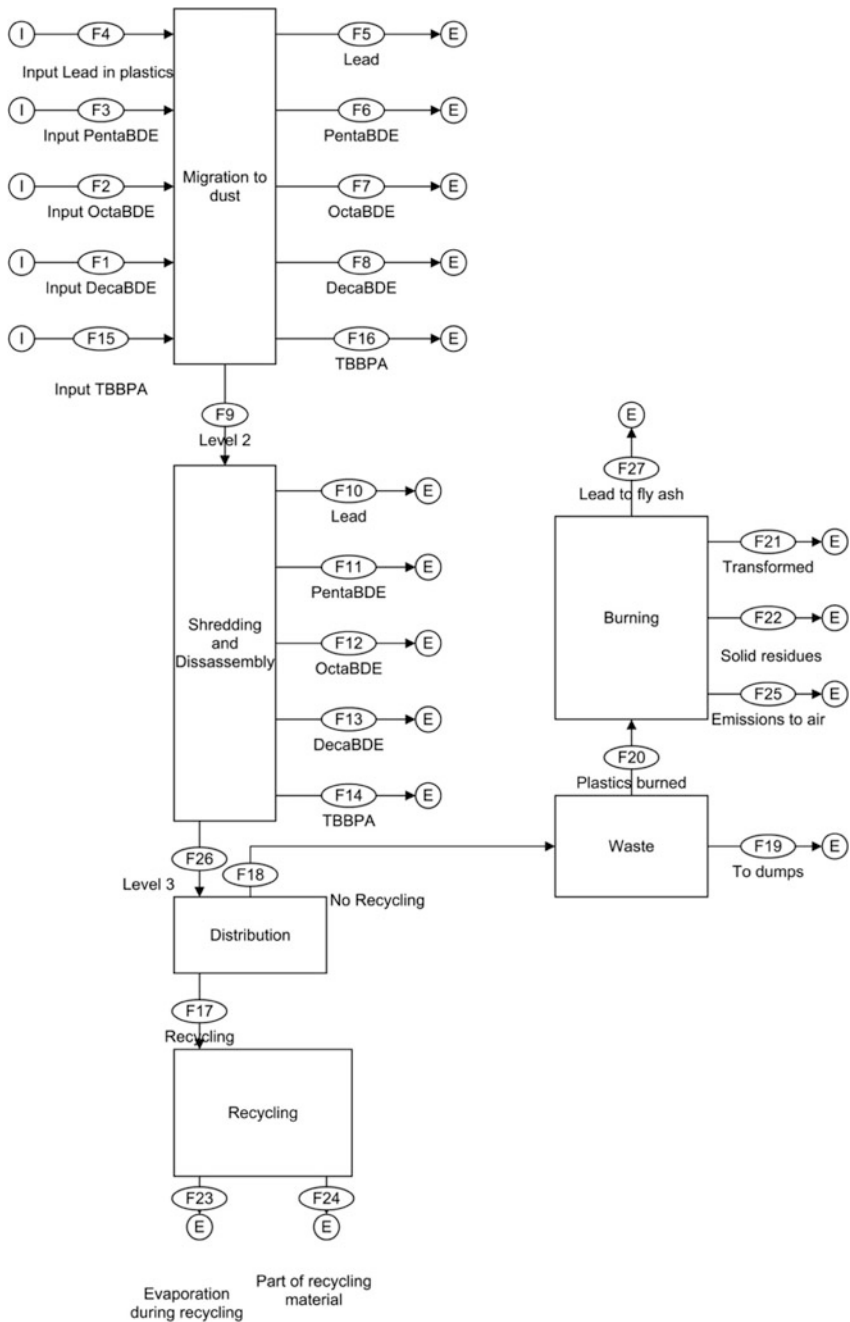 I F4 F5 E
Input Lead in plastics Lead
I F3 F6 E
Input PentaBDE PentaBDE
Migration to
dust
I F2 F7 E
Input OctaBDE OctaBDE
I F1 F8 E
Input DecaBDE DecaBDE
I F15 F16 E
Input TBBPA TBBPA
F9
Level 2
F10 E
Lead
F11 E
PentaBDE
Shredding
and
Dissassembly
F12 E
OctaBDE
F13 E
DecaBDE
F14 E
TBBPA
E
F27
Lead to fly ash
F21 E
Transformed
Burning
F22 E
Solid residues
F25 E
Emissions to air
F20
Plastics burned
Waste
F19 E
To dumps
F26
Level 3
F18
No Recycling
Distribution
F17
Recycling
Recycling
F23 F24
E E
Evaporation
during recycling
Part of recycling
material